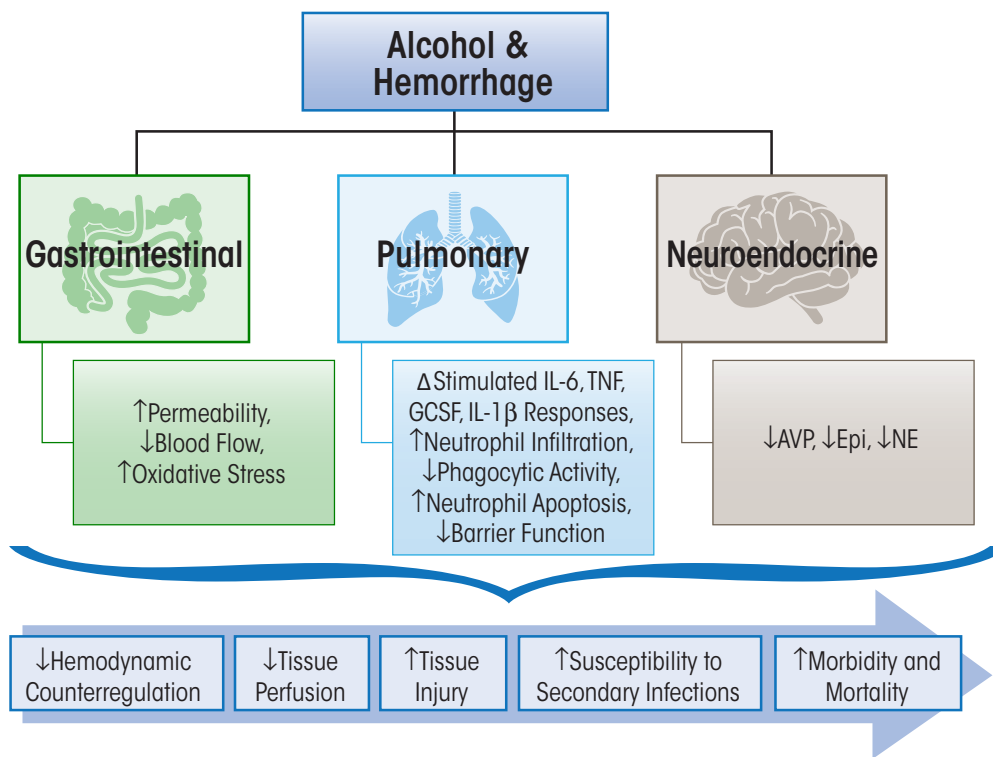 Alcohol &
Hemorrhage
Gastrointestinal
Pulmonary
Neuroendocrine
↑Permeability,
↓Blood Flow,
↑Oxidative Stress
ΔStimulated IL-6, TNF,
GCSF, IL-1β Responses,
↑Neutrophil Infiltration,
↓Phagocytic Activity,
↑Neutrophil Apoptosis,
↓Barrier Function
↓AVP, ↓Epi, ↓NE
↓Hemodynamic
Counterregulation
↓Tissue
Perfusion
↑Tissue
Injury
↑Susceptibility to
Secondary Infections
↑Morbidity and
Mortality